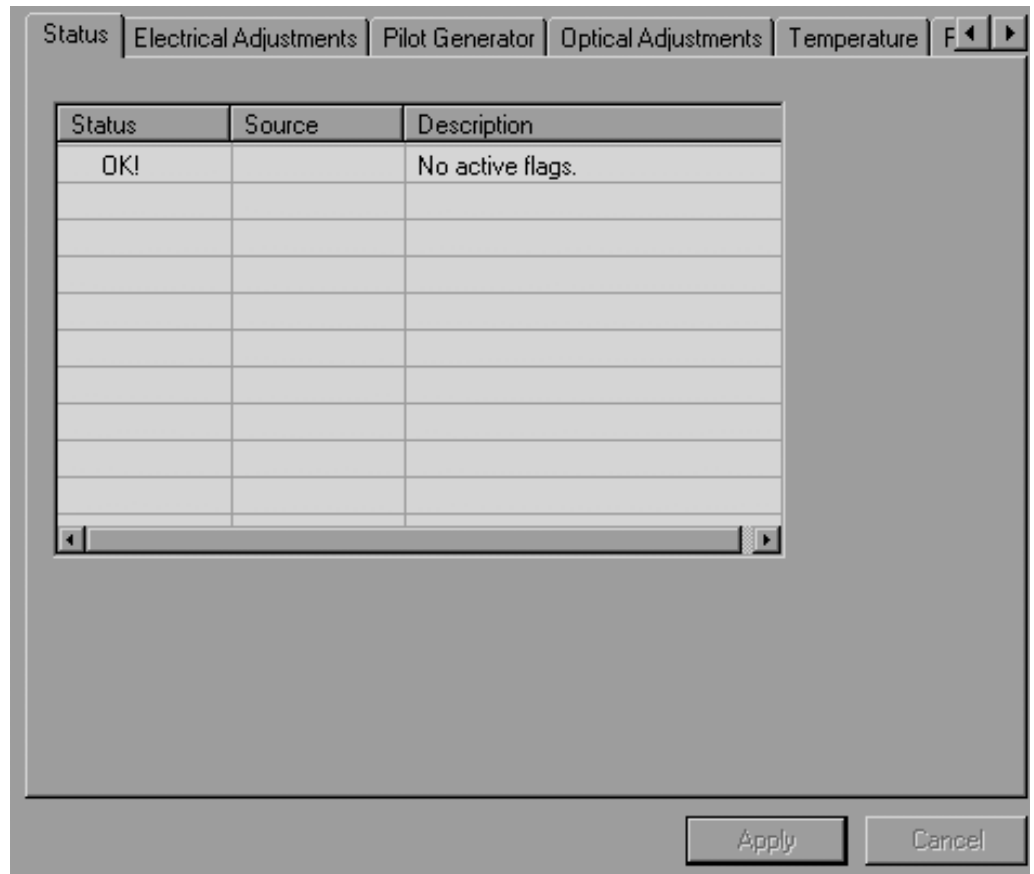 Status Electrical Adjustments Pilot Generator Optical Adjustments Temperature
Status Source Description
OK! No active flags.
Apply Cancel